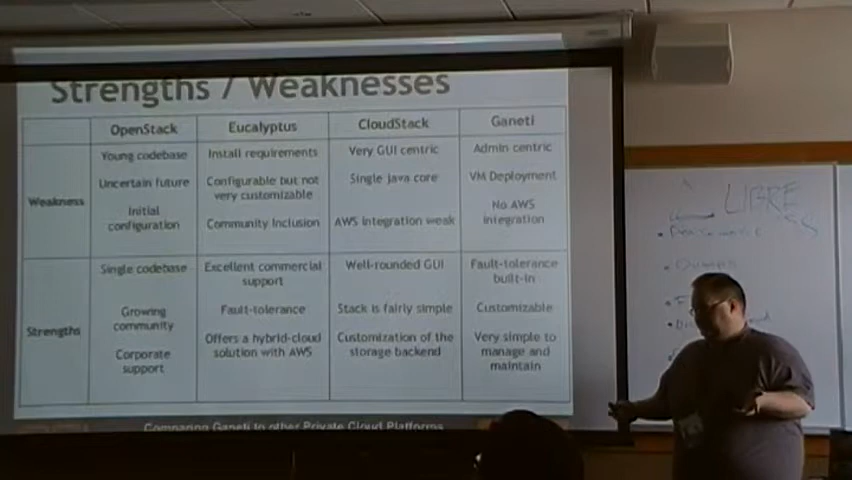 Strengths / Weaknesses
OpenStack Eucalyptus CloudStack Ganeti
Weakness
Young codebase
Uncertain future
Initial
configuration
Install requirements
Configurable but not
very customizable
Community Inclusion
Very GUI centric
Single java core
AWS integration weak
Admin centric
VM Deployment
No AWS
integration
Strengths
Single codebase
Growing
community
Corporate
support
Excellent commercial
support
Fault-tolerance
Offers a hybrid-cloud
solution with AWS
Well-rounded GUI
Stack is fairly simple
Customization of the
storage backend
Fault-tolerance
built-in
Customizable
Very simple to
manage and
maintain
Comparing Ganeti to other Private Cloud Platforms
LIBRE